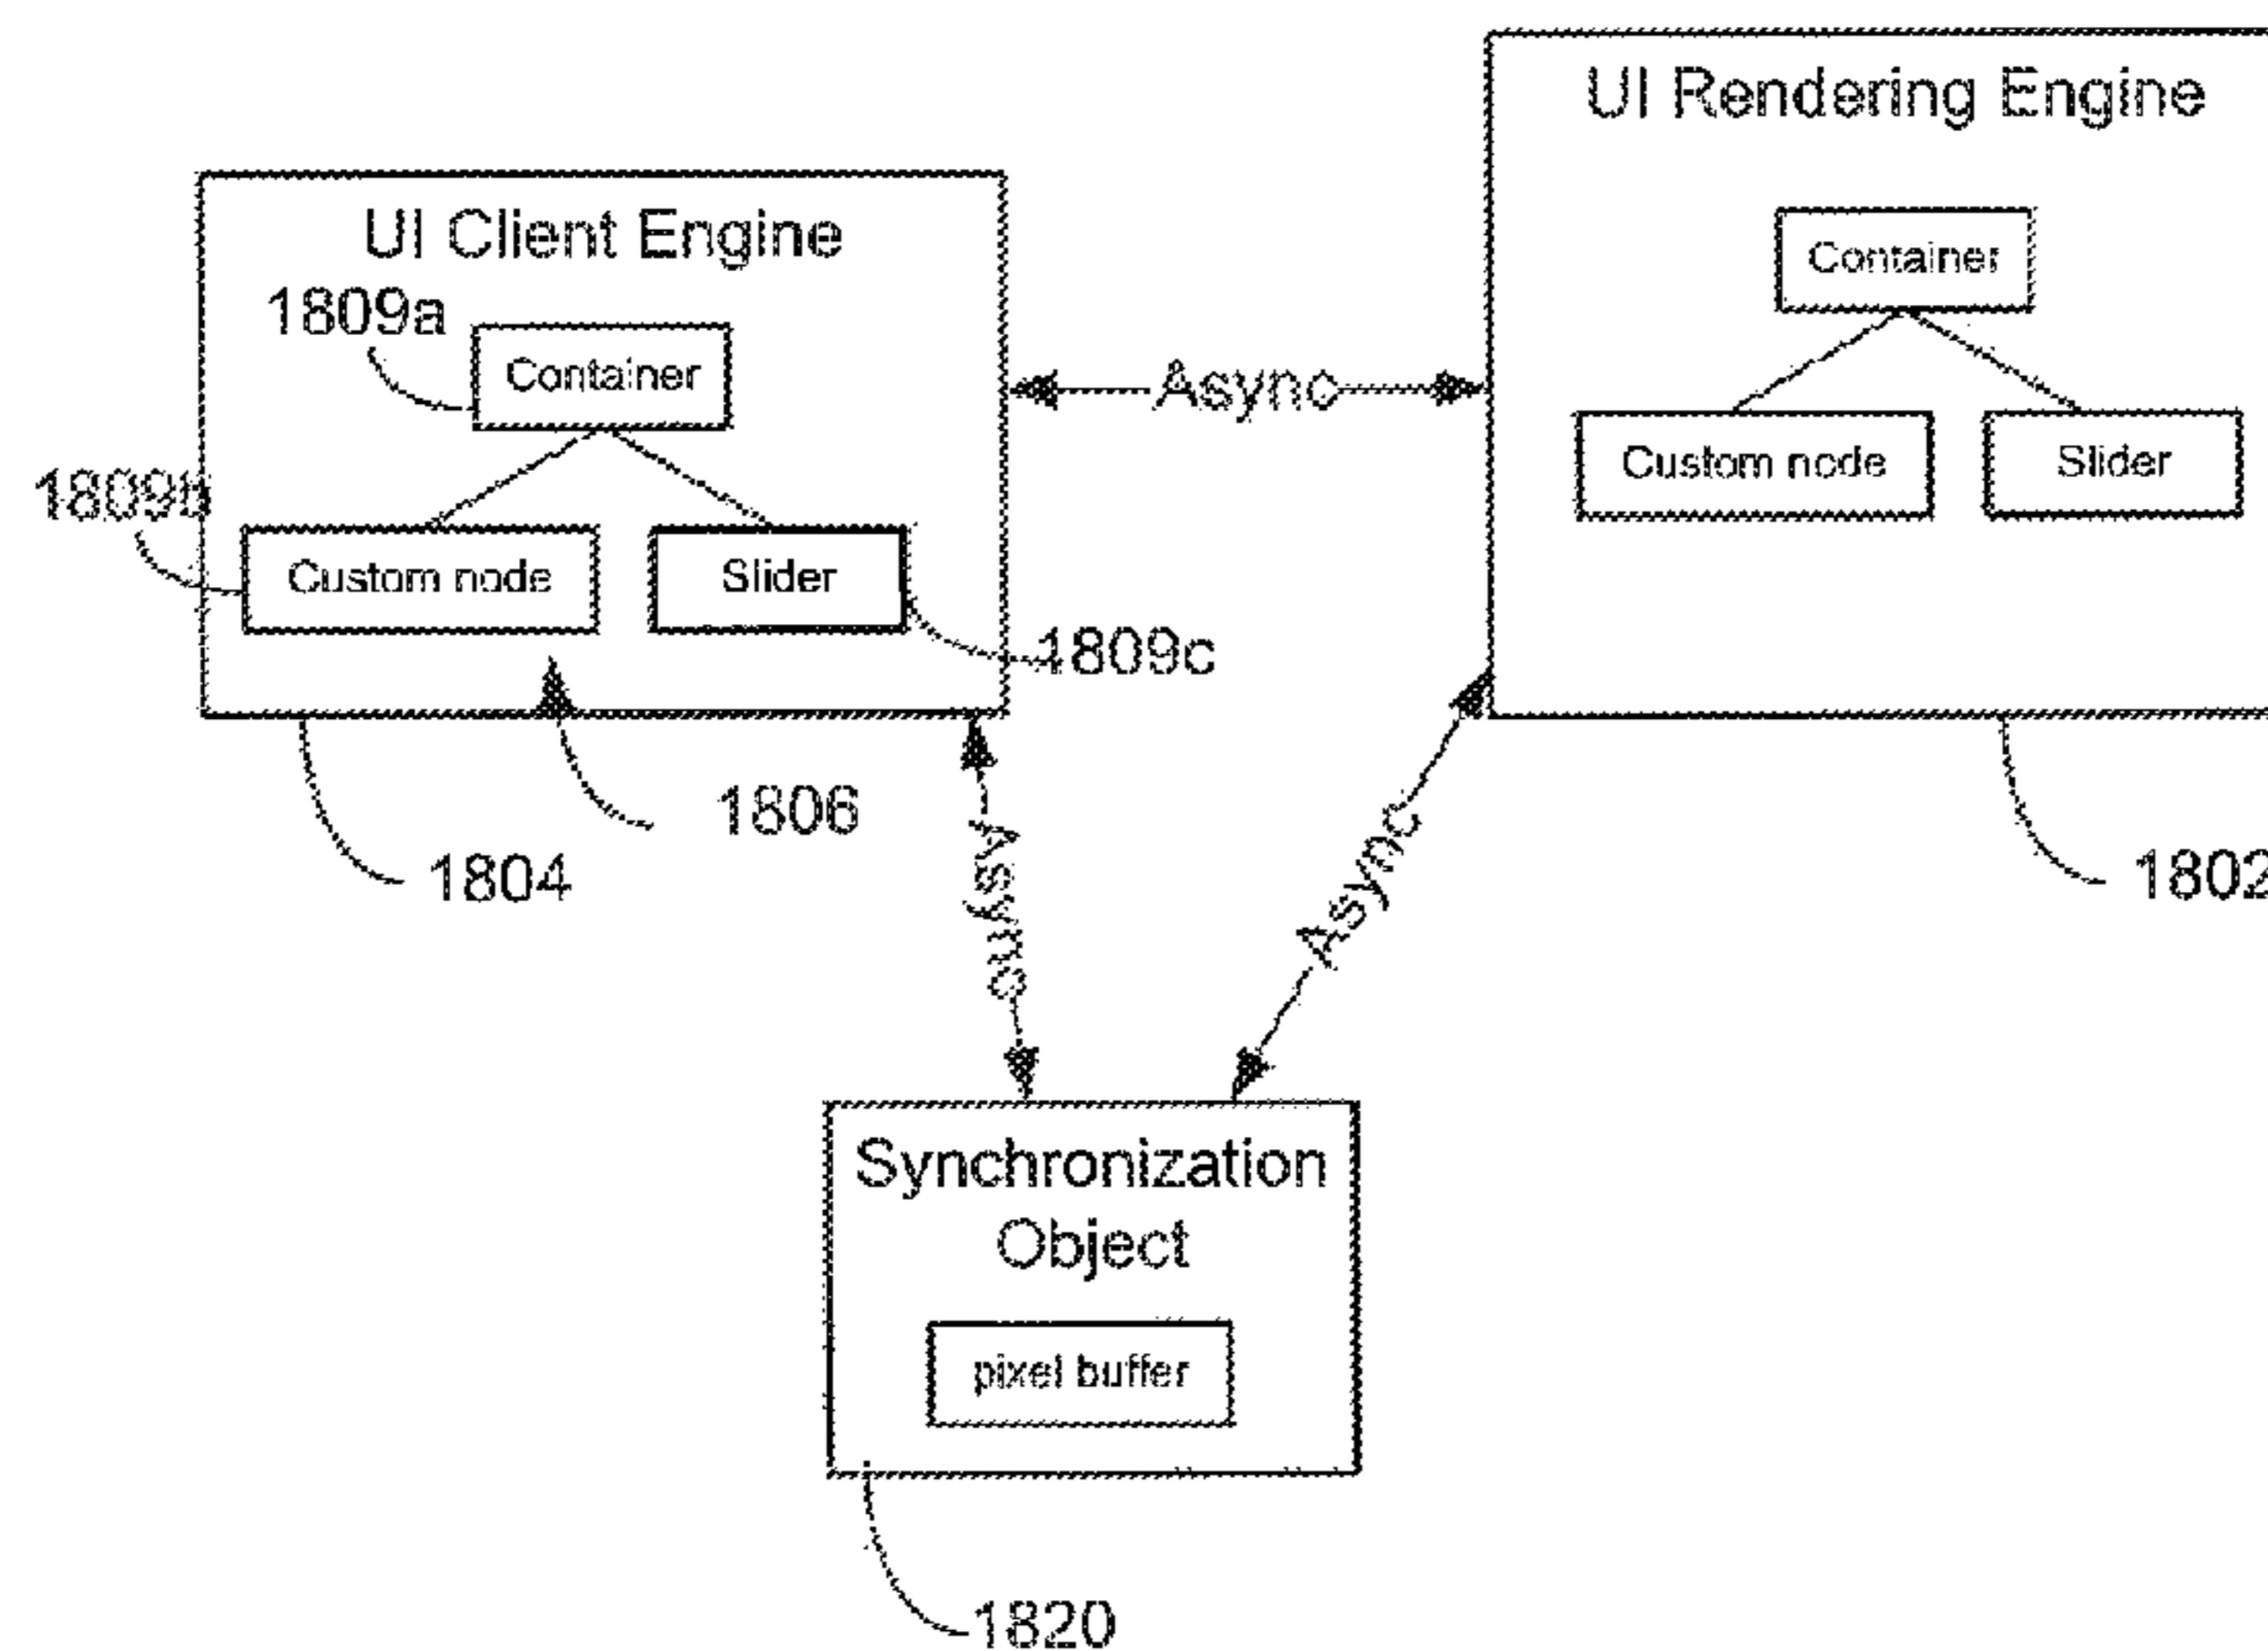 UI Rendering Engine
UI Client Engine
Container
1809a
Container
Async
Custom node
Slider
1809b
Custom node
Slider
1809c
1806
1804
Async
Async
1802
Synchronization
Object
pixel buffer
1820